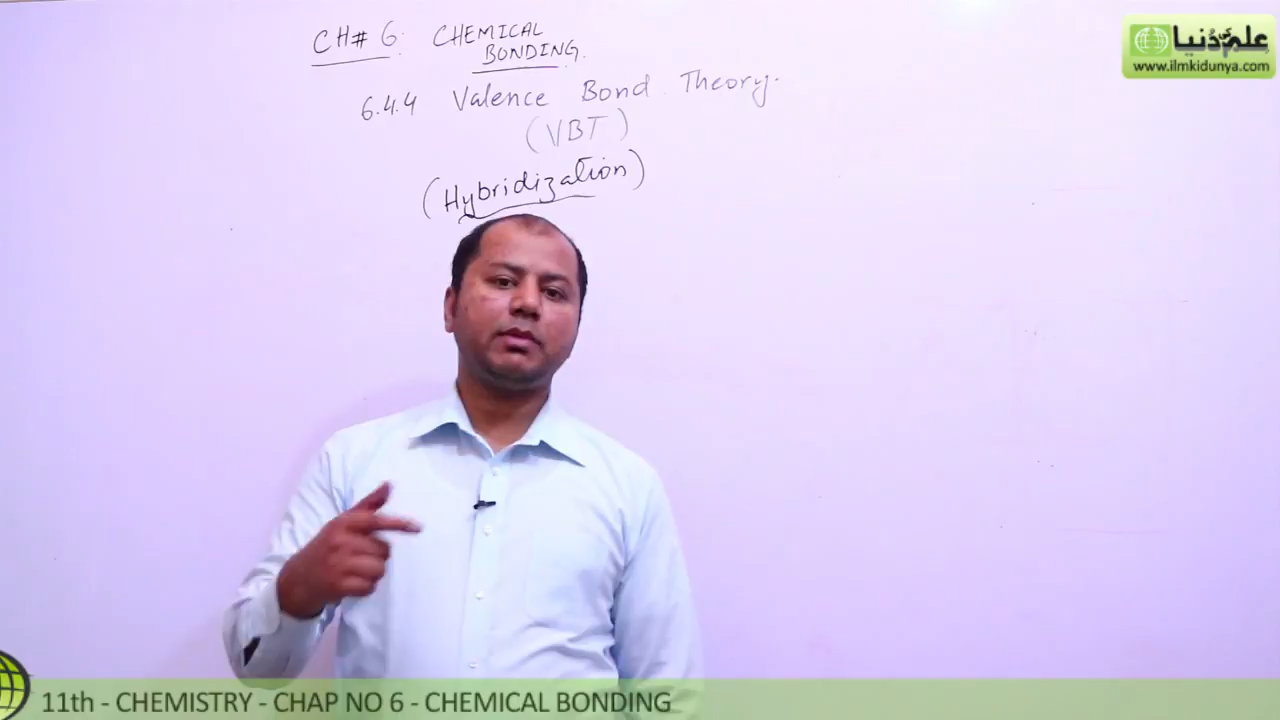 CH# 6. CHEMICAL
BONDING.
6.4.4 Valence Bond Theory.
(VBT)
(Hybridization)
علم کی دُنیا
www.ilmkidunya.com
11th - CHEMISTRY - CHAP NO 6 - CHEMICAL BONDING